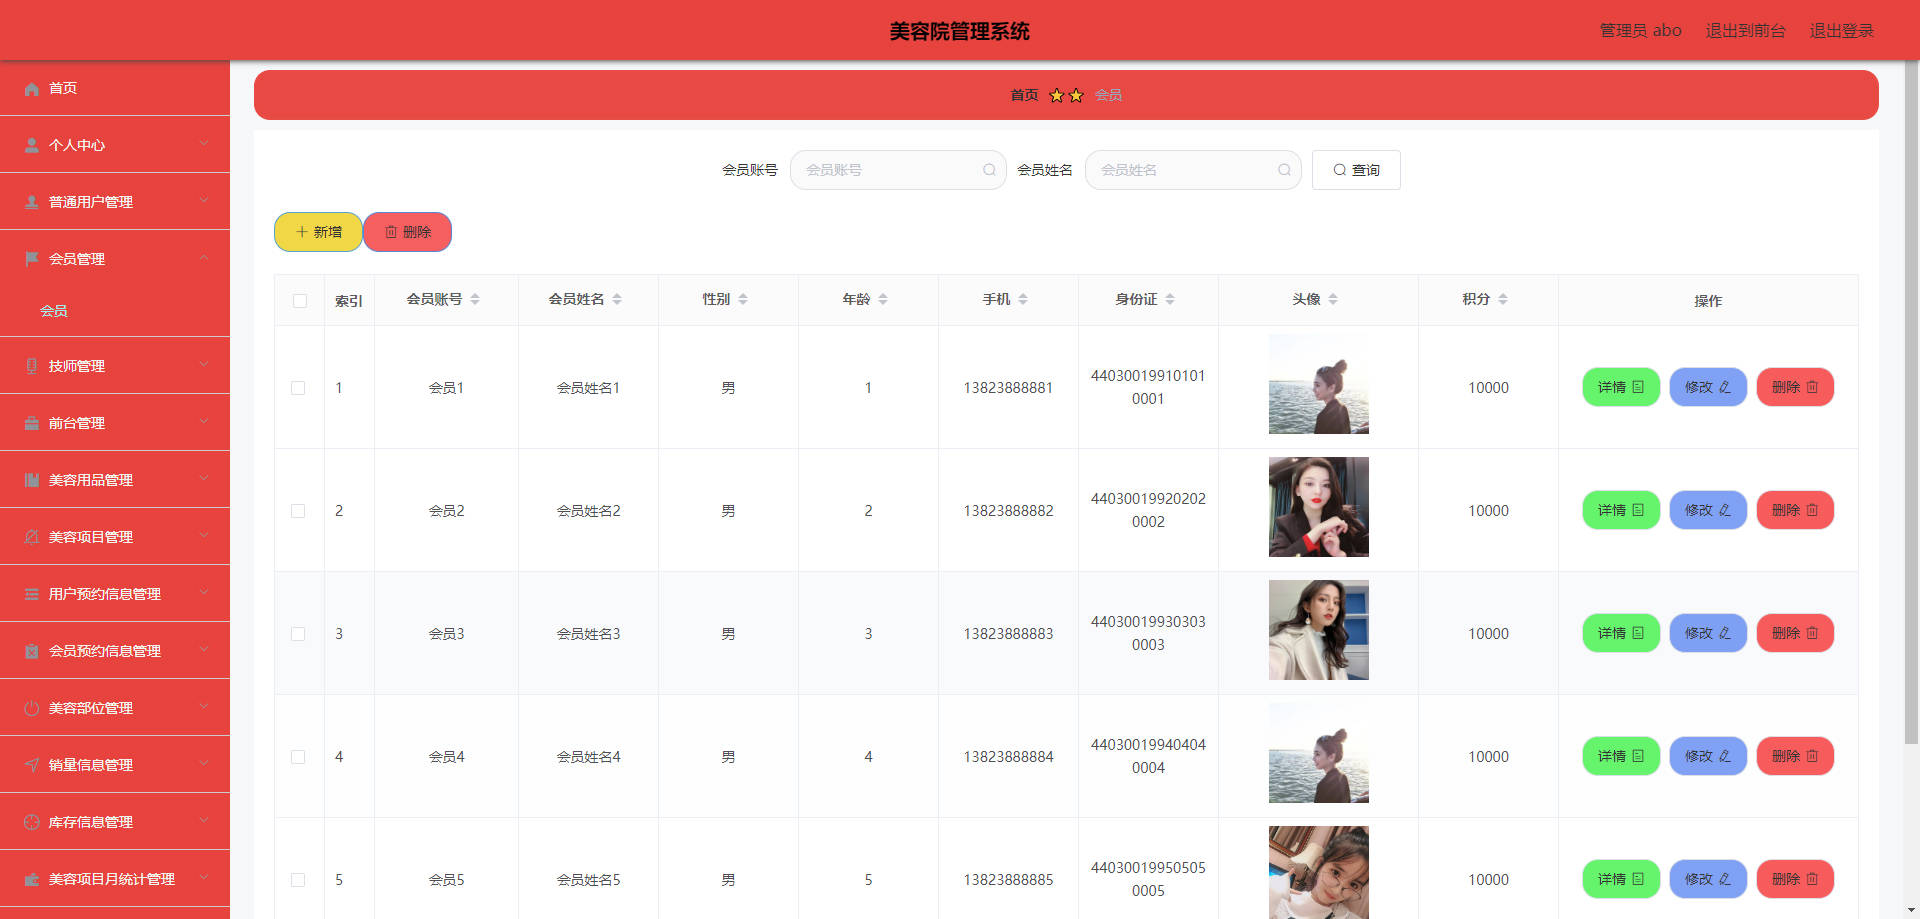 美容院管理系统
管理员 abo 退出到前台 退出登录
首页
个人中心
普通用户管理
会员管理
会员
技师管理
前台管理
美容用品管理
美容项目管理
用户预约信息管理
会员预约信息管理
美容部位管理
销量信息管理
库存信息管理
美容项目月统计管理
首页 会员
会员账号 会员账号 会员姓名 会员姓名 查询
新增 删除
索引 会员账号 会员姓名 性别 年龄 手机 身份证 头像 积分 操作
1 会员1 会员姓名1 男 1 13823888881 44030019910101
0001
10000 详情 修改 删除
2 会员2 会员姓名2 男 2 13823888882 44030019920202
0002
10000 详情 修改 删除
3 会员3 会员姓名3 男 3 13823888883 44030019930303
0003
10000 详情 修改 删除
4 会员4 会员姓名4 男 4 13823888884 44030019940404
0004
10000 详情 修改 删除
5 会员5 会员姓名5 男 5 13823888885 44030019950505
0005
10000 详情 修改 删除